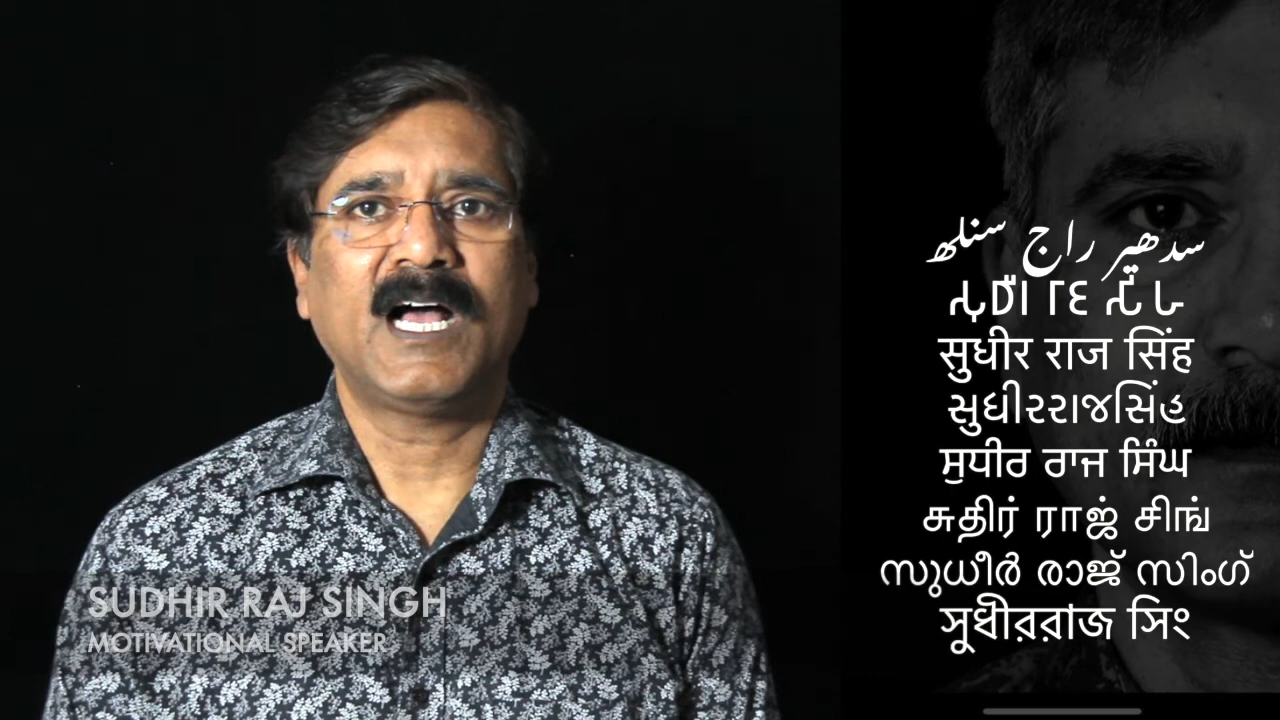 SUDHIR RAJ SINGH
MOTIVATIONAL SPEAKER
سدھیر راج سنلھ
सुधीर राज सिंह
સુધીરરાજસિંહ
ਸੁਧੀਰ ਰਾਜ ਸਿੰਘ
சுதிர் ராஜ் சிங்
സുധീർ രാജ് സിംഗ്
সুধীররাজ সিং